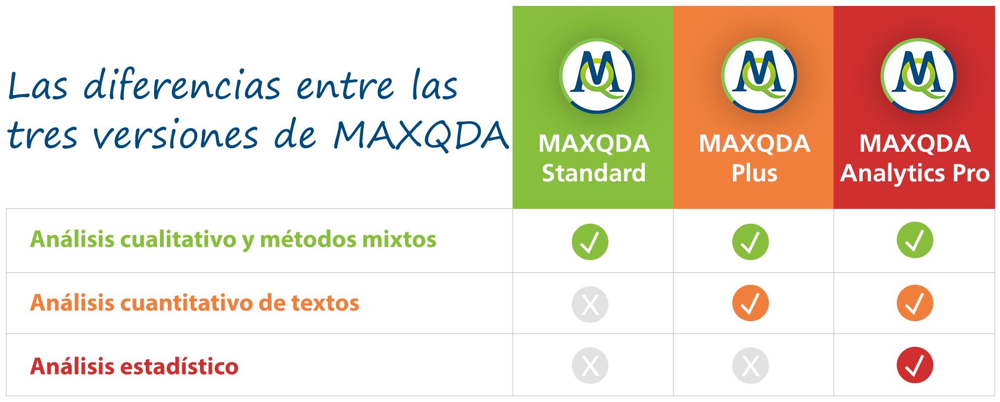 Las diferencias entre las
tres versiones de MAXQDA
MAXQDA
Standard
MAXQDA
Plus
MAXQDA
Analytics Pro
Análisis cualitativo y métodos mixtos
Análisis cuantitativo de textos
X
Análisis estadístico
X
X